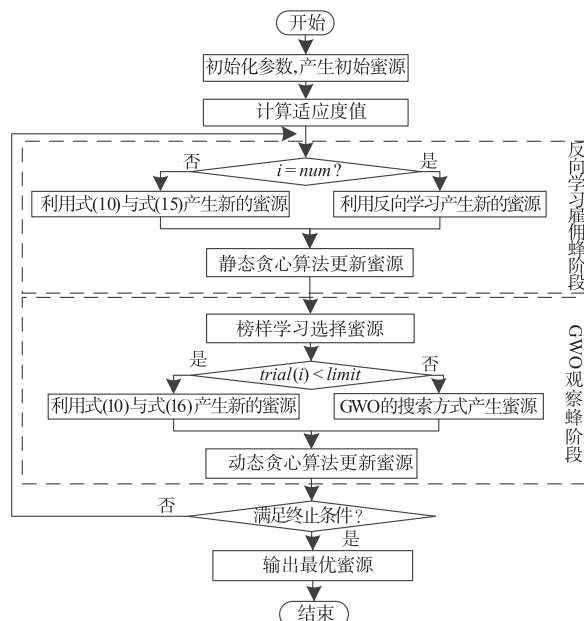 开始
初始化参数,产生初始蜜源
计算适应度值
i=num?
否
是
利用式(10)与式(15)产生新的蜜源
利用反向学习产生新的蜜源
静态贪心算法更新蜜源
反向学习雇佣蜂阶段
榜样学习选择蜜源
trial(i)<limit
是
否
利用式(10)与式(16)产生新的蜜源
GWO的搜索方式产生蜜源
动态贪心算法更新蜜源
GWO观察蜂阶段
满足终止条件?
否
是
输出最优蜜源
结束